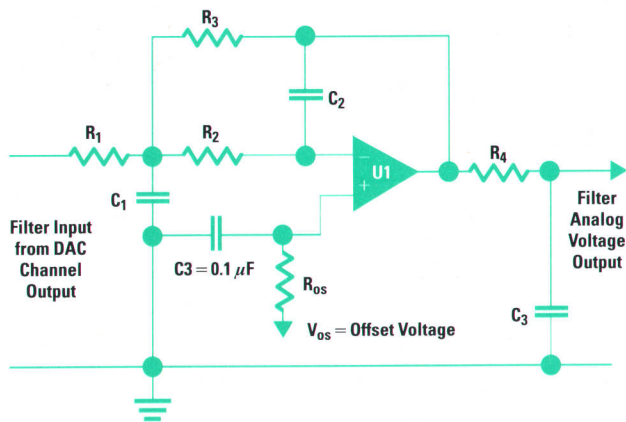 R3
C2
R1
R2
−
U1
+
R4
C1
Filter Input
from DAC
Channel
Output
C3 = 0.1 µF
Ros
Vos = Offset Voltage
Filter
Analog
Voltage
Output
C3